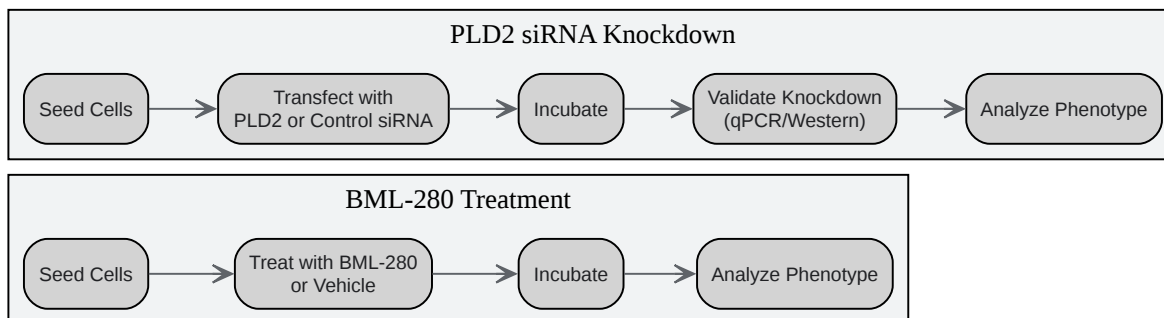 PLD2 siRNA Knockdown
Seed Cells
Transfect with
PLD2 or Control siRNA
Incubate
Validate Knockdown
(qPCR/Western)
Analyze Phenotype
BML-280 Treatment
Seed Cells
Treat with BML-280
or Vehicle
Incubate
Analyze Phenotype